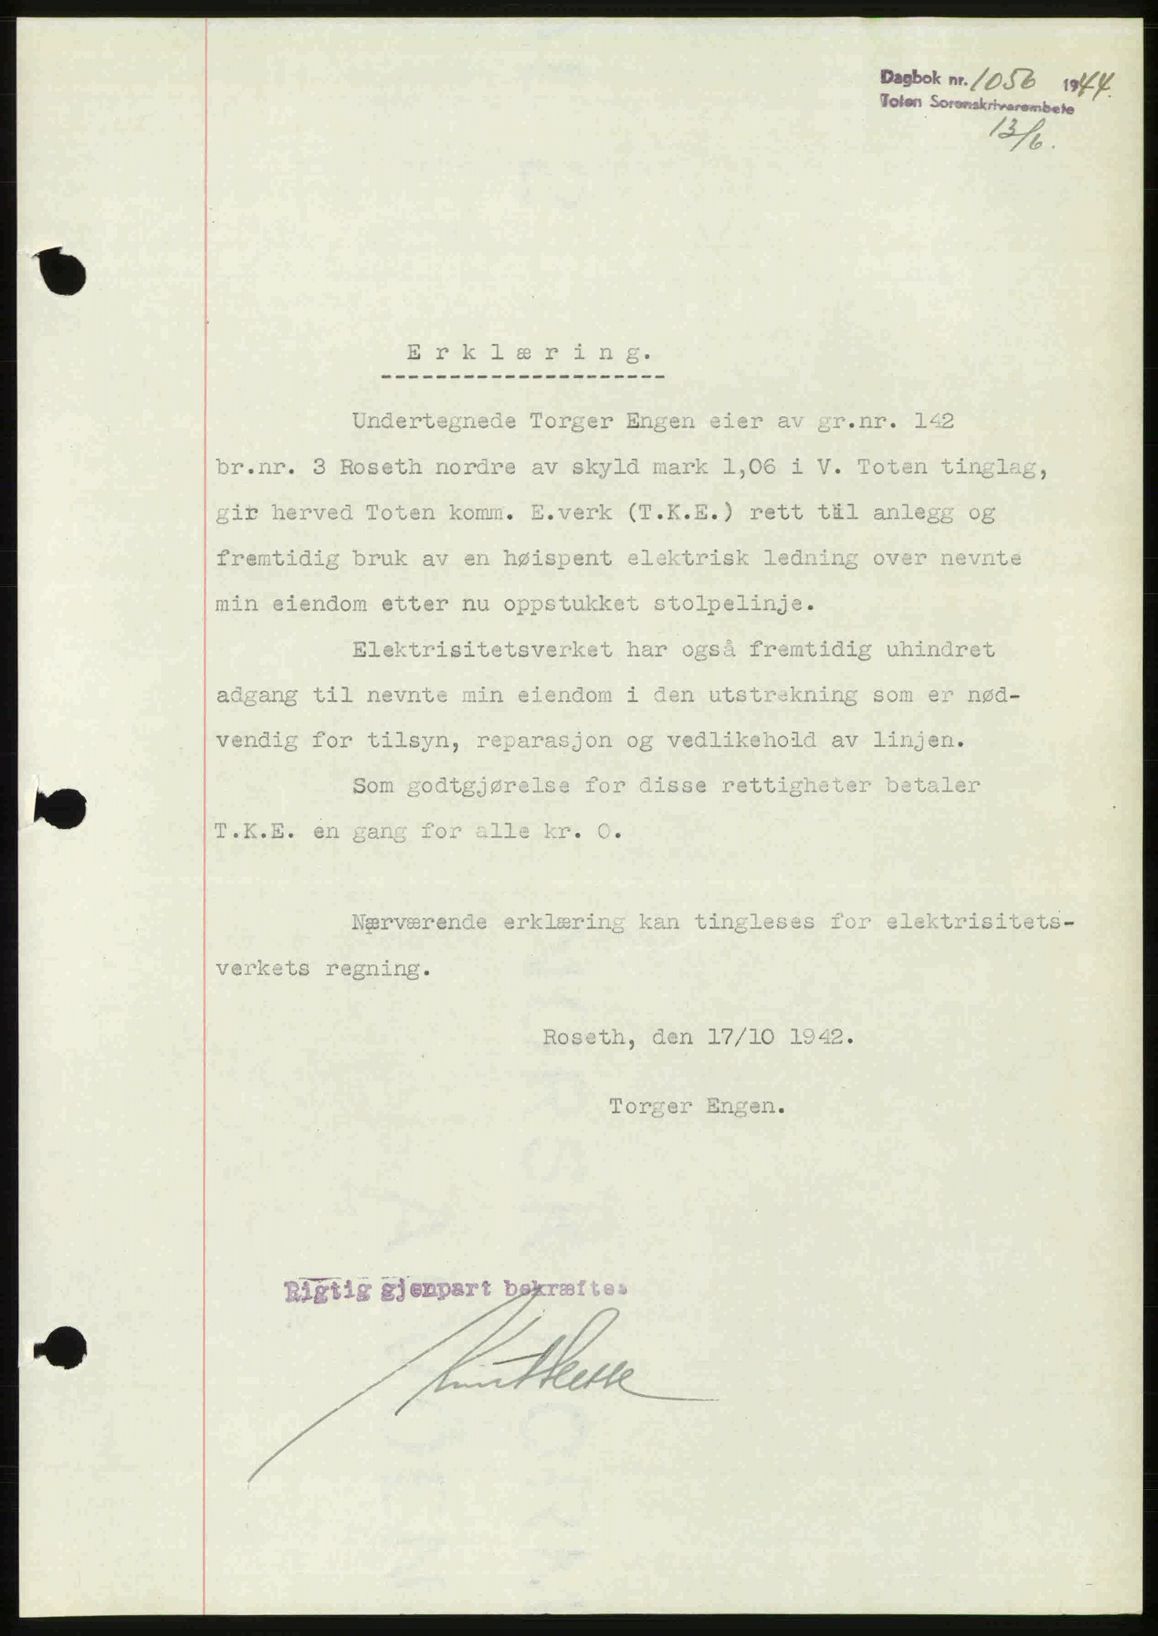 Dagbok nr. 1056 1944.
Toten Sorenskriverembete
13/6.
Erklæring.
Undertegnede Torger Engen eier av gr.nr. 142
br.nr. 3 Roseth nordre av skyld mark 1,06 i V. Toten tinglag,
gir herved Toten komm. E.verk (T.K.E.) rett til anlegg og
fremtidig bruk av en høispent elektrisk ledning over nevnte
min eiendom etter nu oppstukket stolpelinje.
Elektrisitetsverket har også fremtidig uhindret
adgang til nevnte min eiendom i den utstrekning som er nød-
vendig for tilsyn, reparasjon og vedlikehold av linjen.
Som godtgjørelse for disse rettigheter betaler
T.K.E. en gang for alle kr. 0.
Nærværende erklæring kan tingleses for elektrisitets-
verkets regning.
Roseth, den 17/10 1942.
Torger Engen.
Rigtig gjenpart bekræftes